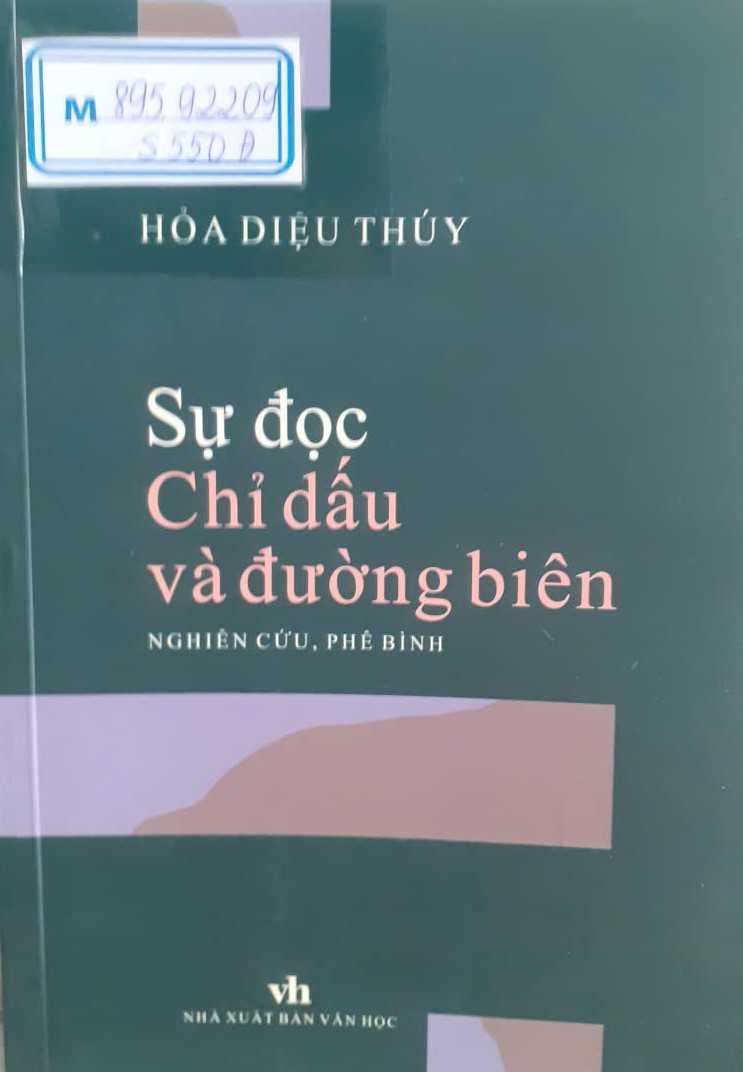 M 895.92209
S 550 Đ
HỎA DIỆU THÚY
Sự đọc
Chỉ dấu
và đường biên
NGHIÊN CỨU, PHÊ BÌNH
vh
NHÀ XUẤT BẢN VĂN HỌC